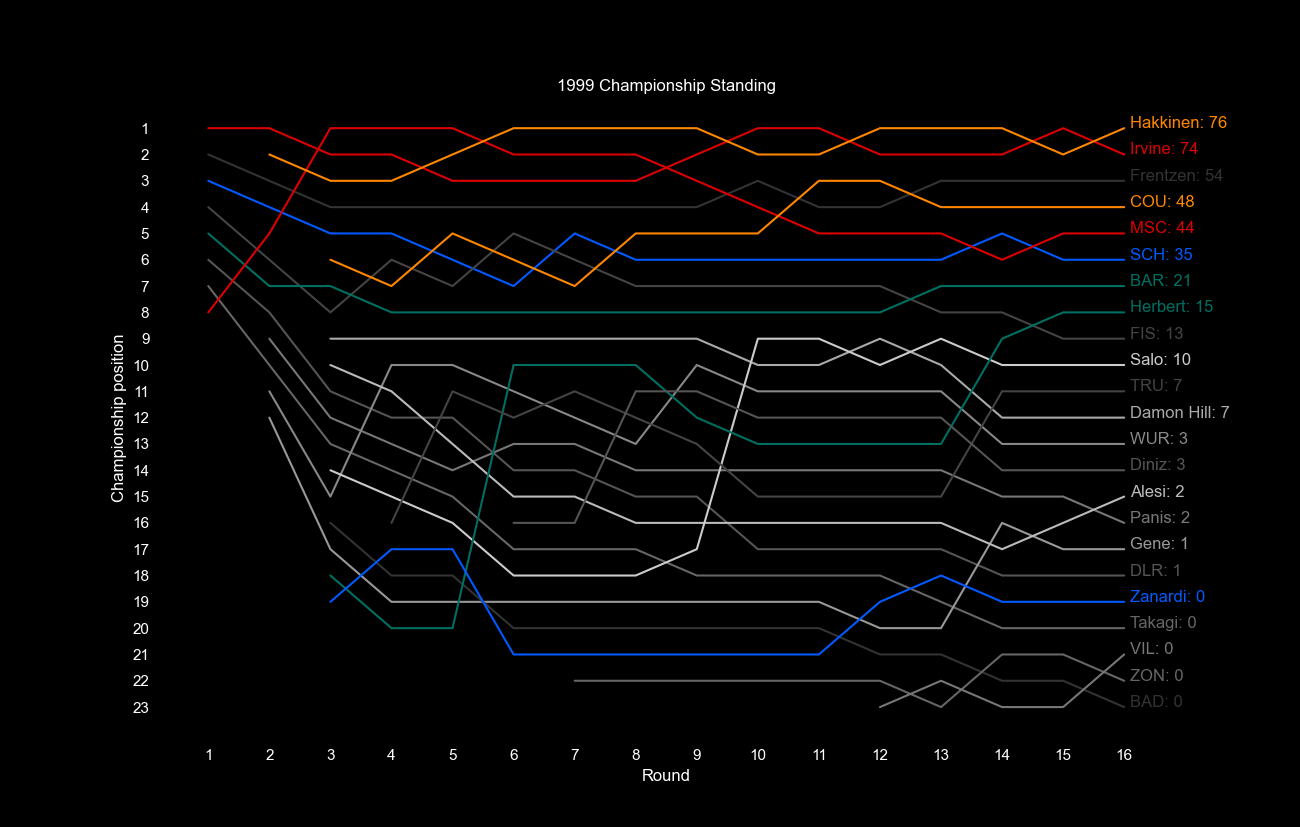 1999 Championship Standing
Championship position
1
2
3
4
5
6
7
8
9
10
11
12
13
14
15
16
17
18
19
20
21
22
23
Hakkinen: 76
Irvine: 74
Frentzen: 54
COU: 48
MSC: 44
SCH: 35
BAR: 21
Herbert: 15
FIS: 13
Salo: 10
TRU: 7
Damon Hill: 7
WUR: 3
Diniz: 3
Alesi: 2
Panis: 2
Gene: 1
DLR: 1
Zanardi: 0
Takagi: 0
VIL: 0
ZON: 0
BAD: 0
1 2 3 4 5 6 7 8 9 10 11 12 13 14 15 16
Round